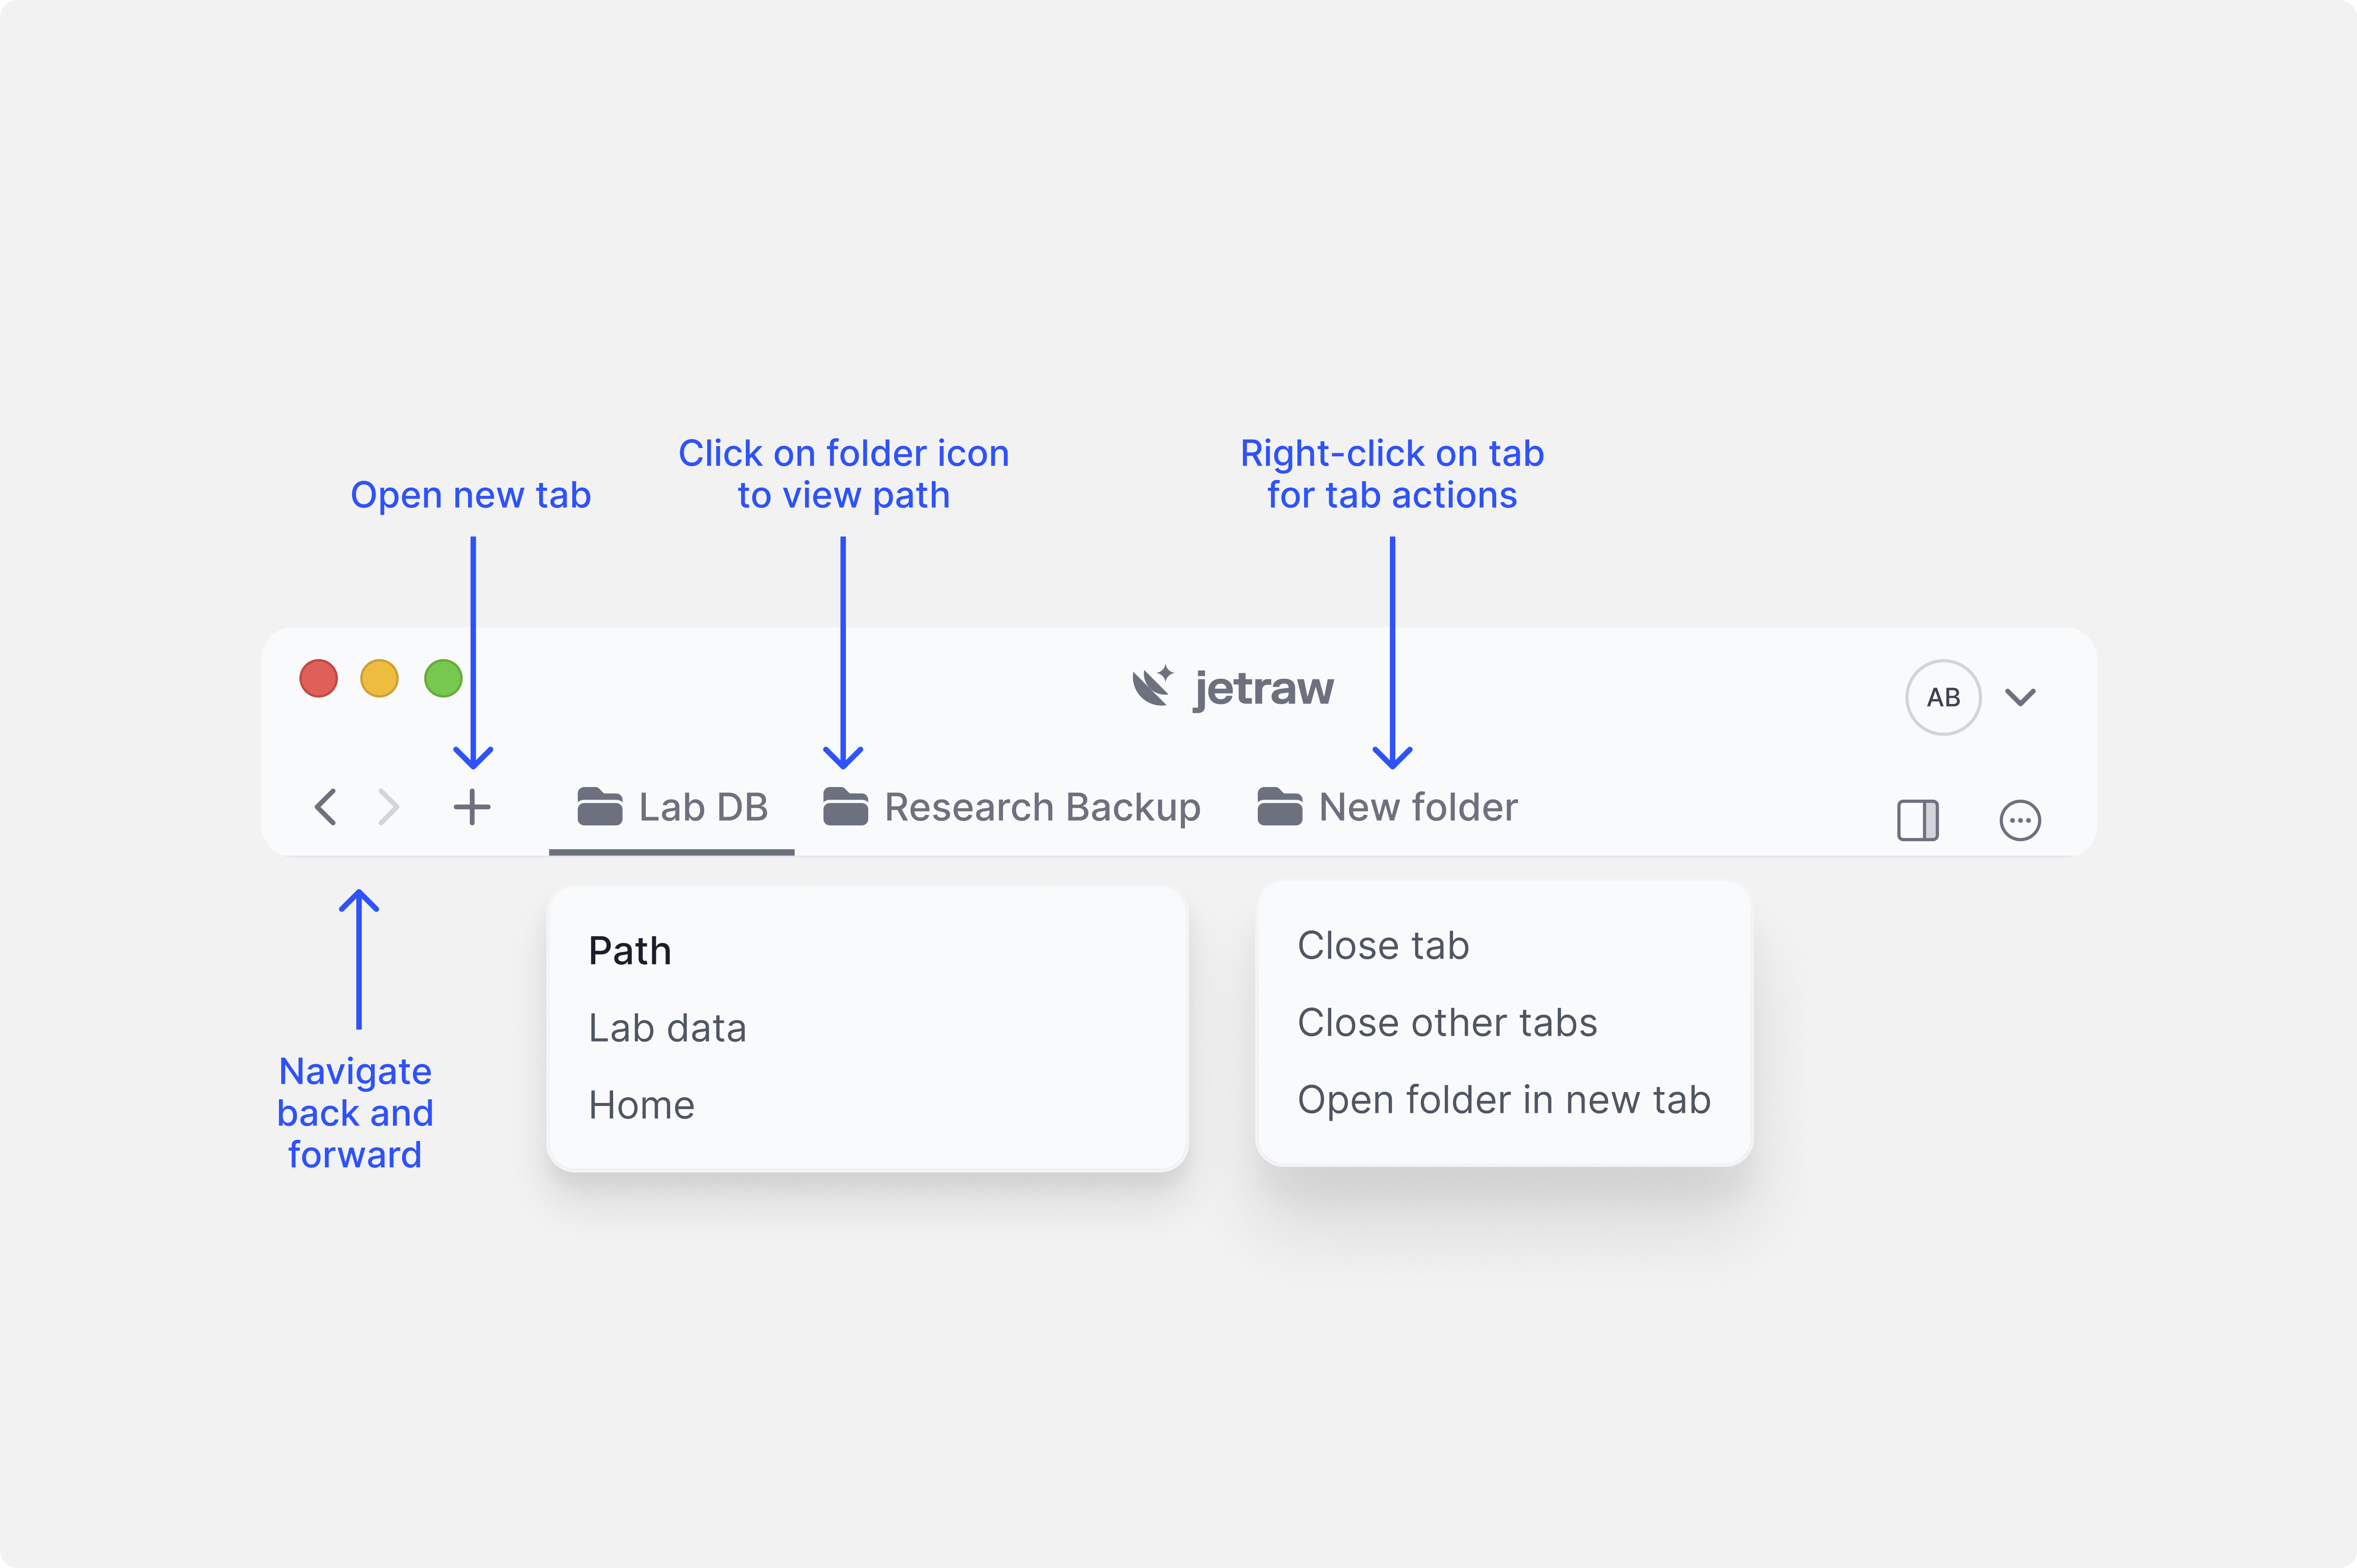 Click on folder icon
to view path
Right-click on tab
for tab actions
Open new tab
jetraw
AB
Lab DB
Research Backup
New folder
Path
Lab data
Home
Close tab
Close other tabs
Open folder in new tab
Navigate
back and
forward